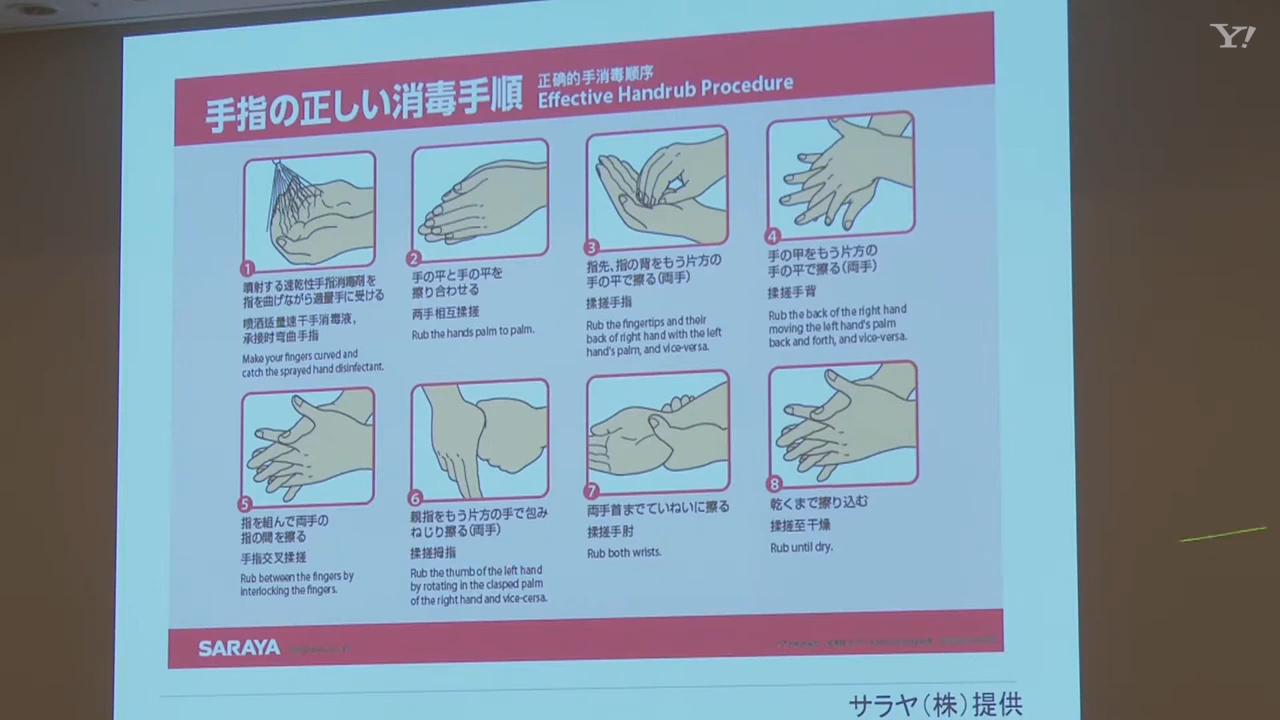 Y!
手指の正しい消毒手順
正确的手消毒顺序
Effective Handrub Procedure
1
噴射する速乾性手指消毒剤を
指を曲げながら適量手に受ける
喷洒适量速干手消毒液,
承接时弯曲手指
Make your fingers curved and
catch the sprayed hand disinfectant.
2
手の平と手の平を
擦り合わせる
两手相互揉搓
Rub the hands palm to palm.
3
指先、指の背をもう片方の
手の平で擦る(両手)
揉搓手指
Rub the fingertips and their
back of right hand with the left
hand's palm, and vice-versa.
4
手の甲をもう片方の
手の平で擦る(両手)
揉搓手背
Rub the back of the right hand
moving the left hand's palm
back and forth, and vice-versa.
5
指を組んで両手の
指の間を擦る
手指交叉揉搓
Rub between the fingers by
interlocking the fingers.
6
親指をもう片方の手で包み
ねじり擦る(両手)
揉搓拇指
Rub the thumb of the left hand
by rotating in the clasped palm
of the right hand and vice-cersa.
7
両手首までていねいに擦る
揉搓手肘
Rub both wrists.
8
乾くまで擦り込む
揉搓至干燥
Rub until dry.
SARAYA
サラヤ(株)提供